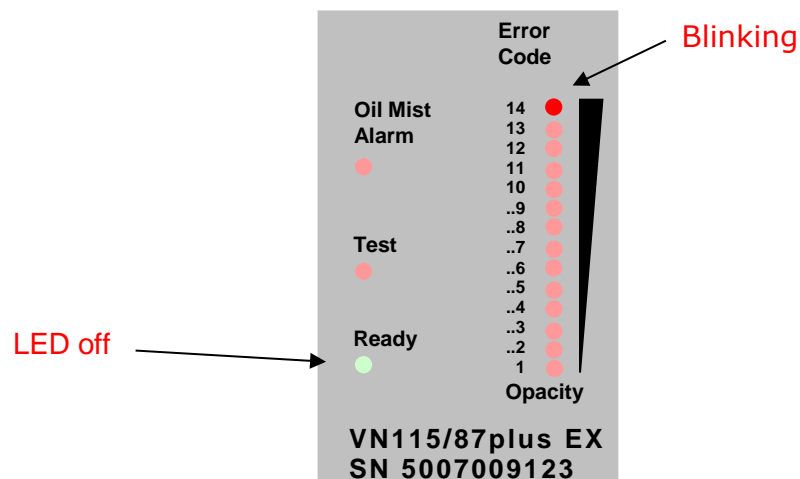 Error
Code
Blinking
Oil Mist
Alarm
14
13
12
11
10
..9
..8
Test
..7
..6
..5
..4
..3
Ready
LED off
..2
1
Opacity
VN115/87plus EX
SN 5007009123